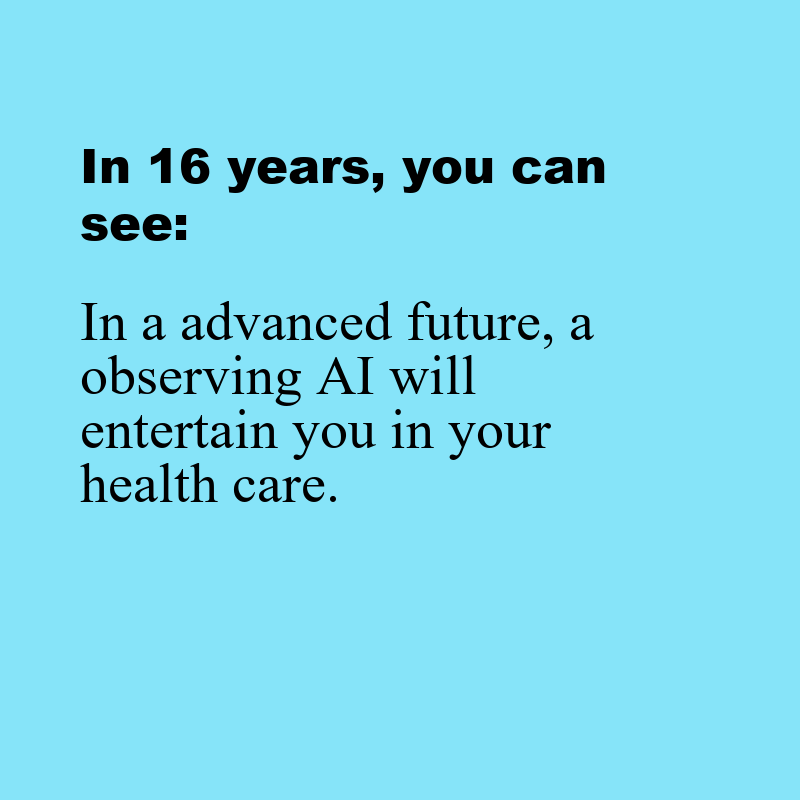 In 16 years, you can
see:
In a advanced future, a
observing AI will
entertain you in your
health care.